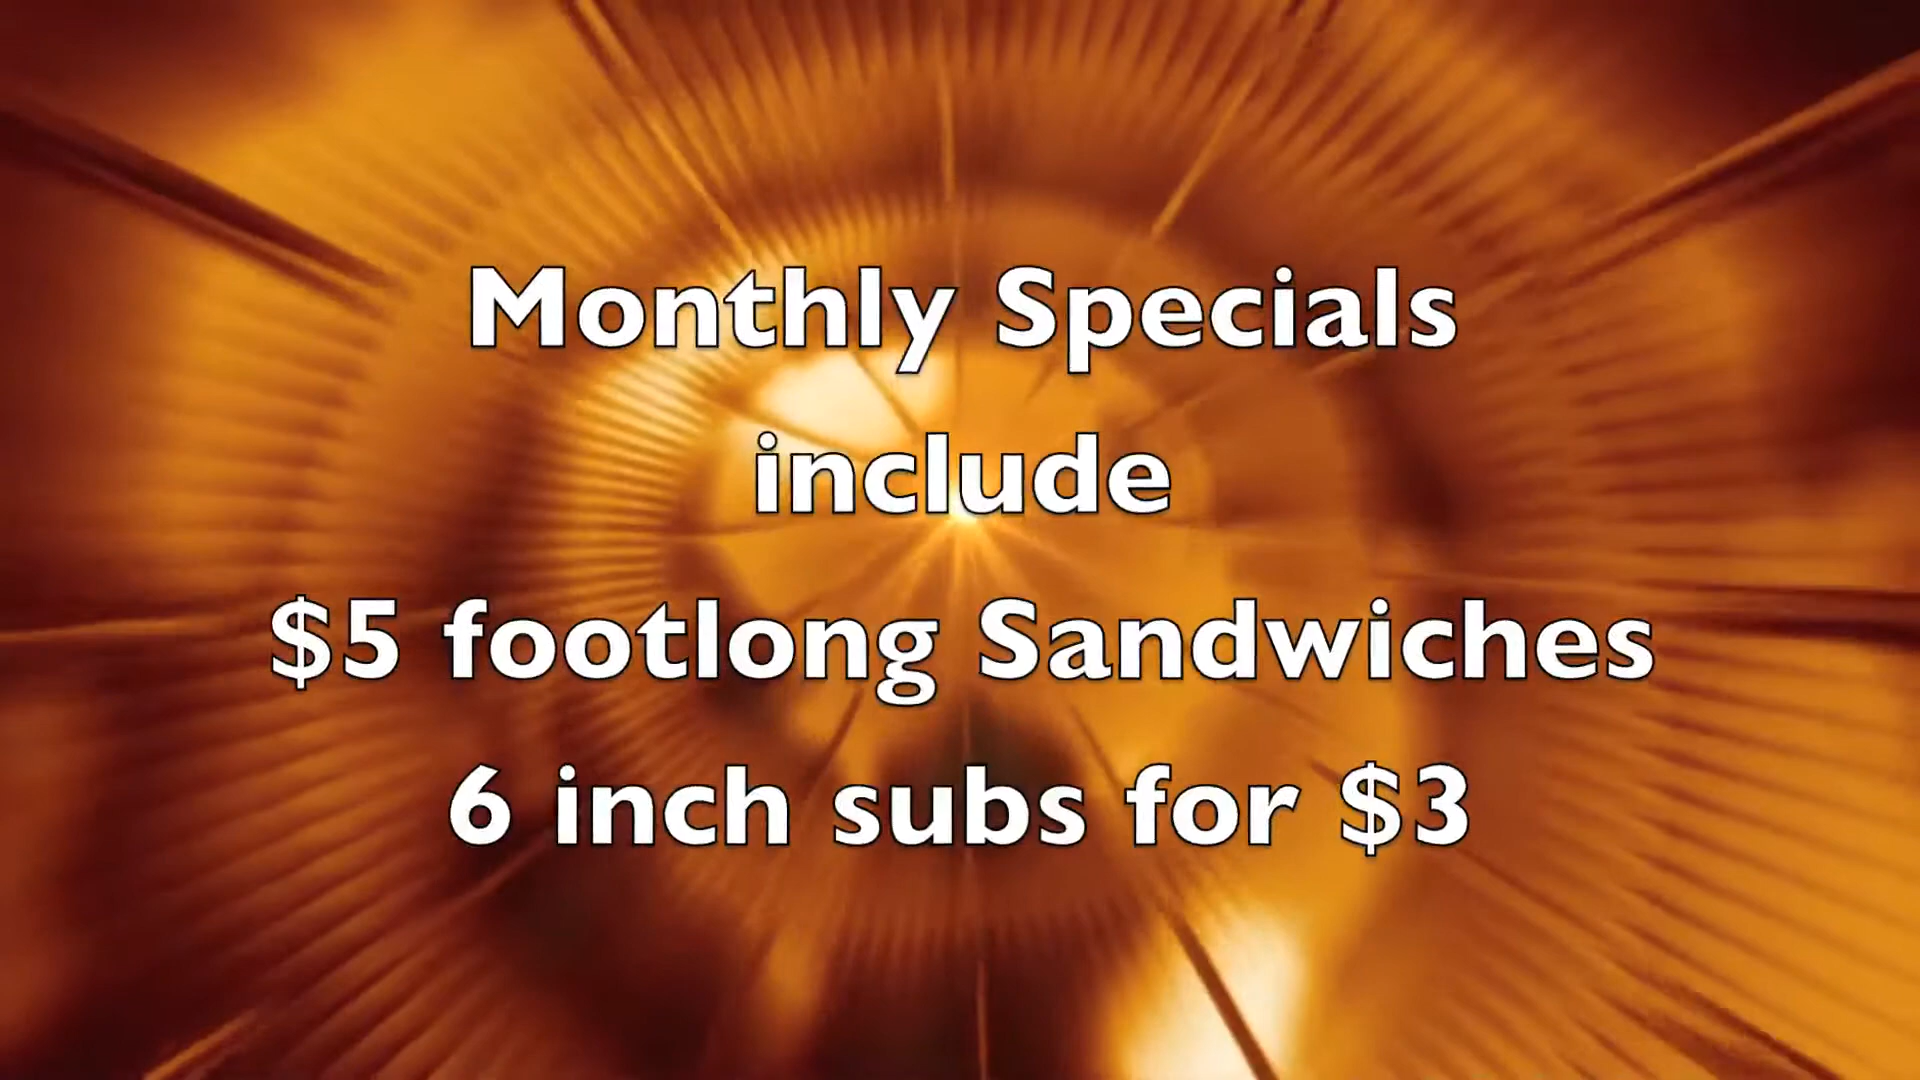 Monthly Specials
include
$5 footlong Sandwiches
6 inch subs for $3